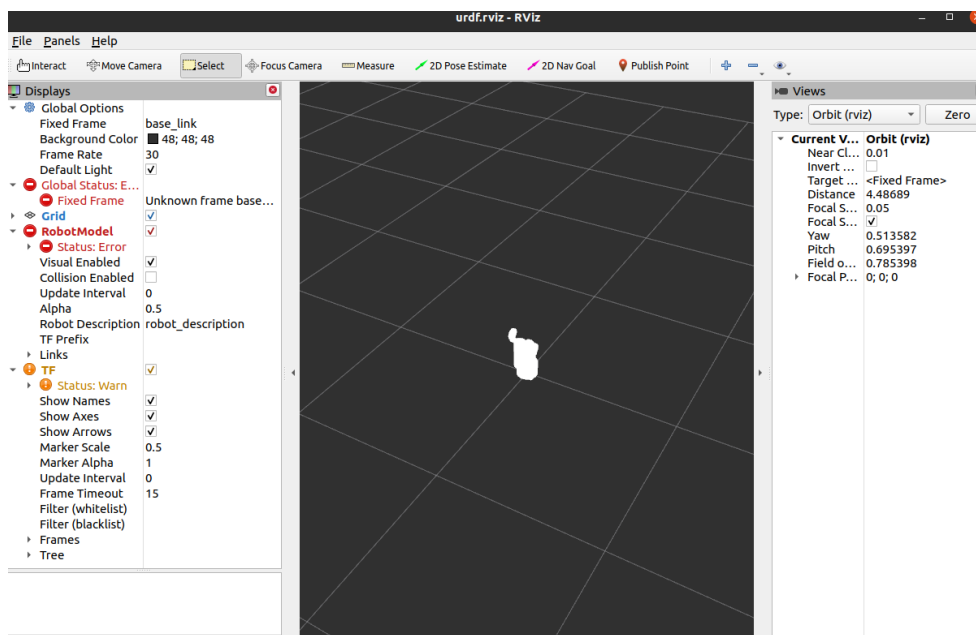 urdf.rviz - RViz
File Panels Help
Interact Move Camera Select Focus Camera Measure 2D Pose Estimate 2D Nav Goal Publish Point
Displays
Global Options
Fixed Frame base_link
Background Color 48; 48; 48
Frame Rate 30
Default Light
Global Status: E...
Fixed Frame Unknown frame base...
Grid
RobotModel
Status: Error
Visual Enabled
Collision Enabled
Update Interval 0
Alpha 0.5
Robot Description robot_description
TF Prefix
Links
TF
Status: Warn
Show Names
Show Axes
Show Arrows
Marker Scale 0.5
Marker Alpha 1
Update Interval 0
Frame Timeout 15
Filter (whitelist)
Filter (blacklist)
Frames
Tree
Views
Type: Orbit (rviz) Zero
Current V... Orbit (rviz)
Near Cl... 0.01
Invert ...
Target ... <Fixed Frame>
Distance 4.48689
Focal S... 0.05
Focal S...
Yaw 0.513582
Pitch 0.695397
Field o... 0.785398
Focal P... 0; 0; 0